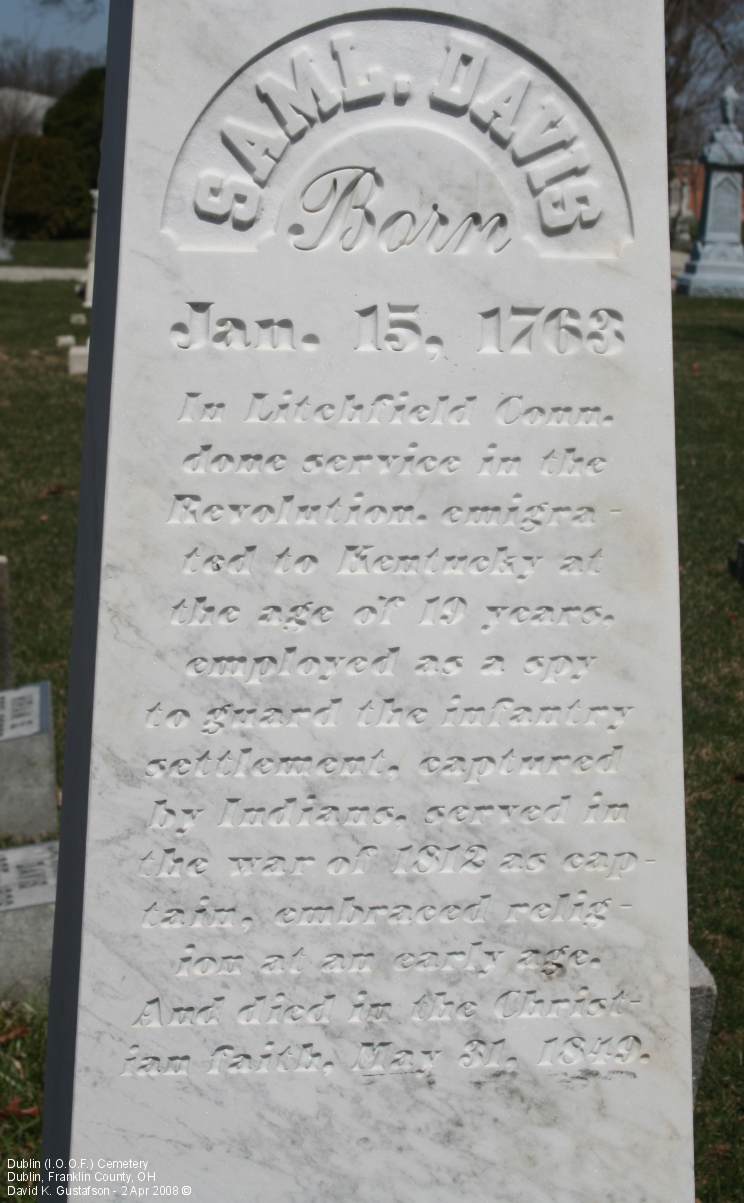 SAML. DAVIS
Born
Jan. 15, 1763
In Litchfield Conn.
done service in the
Revolution. emigra-
ted to Kentucky at
the age of 19 years,
employed as a spy
to guard the infantry
settlement, captured
by Indians, served in
the war of 1812 as cap-
tain, embraced relig-
ion at an early age.
And died in the Christ-
ian faith, May 31, 1849.
Dublin (I.O.O.F.) Cemetery
Dublin, Franklin County, OH
David K. Gustafson - 2 Apr 2008 ©